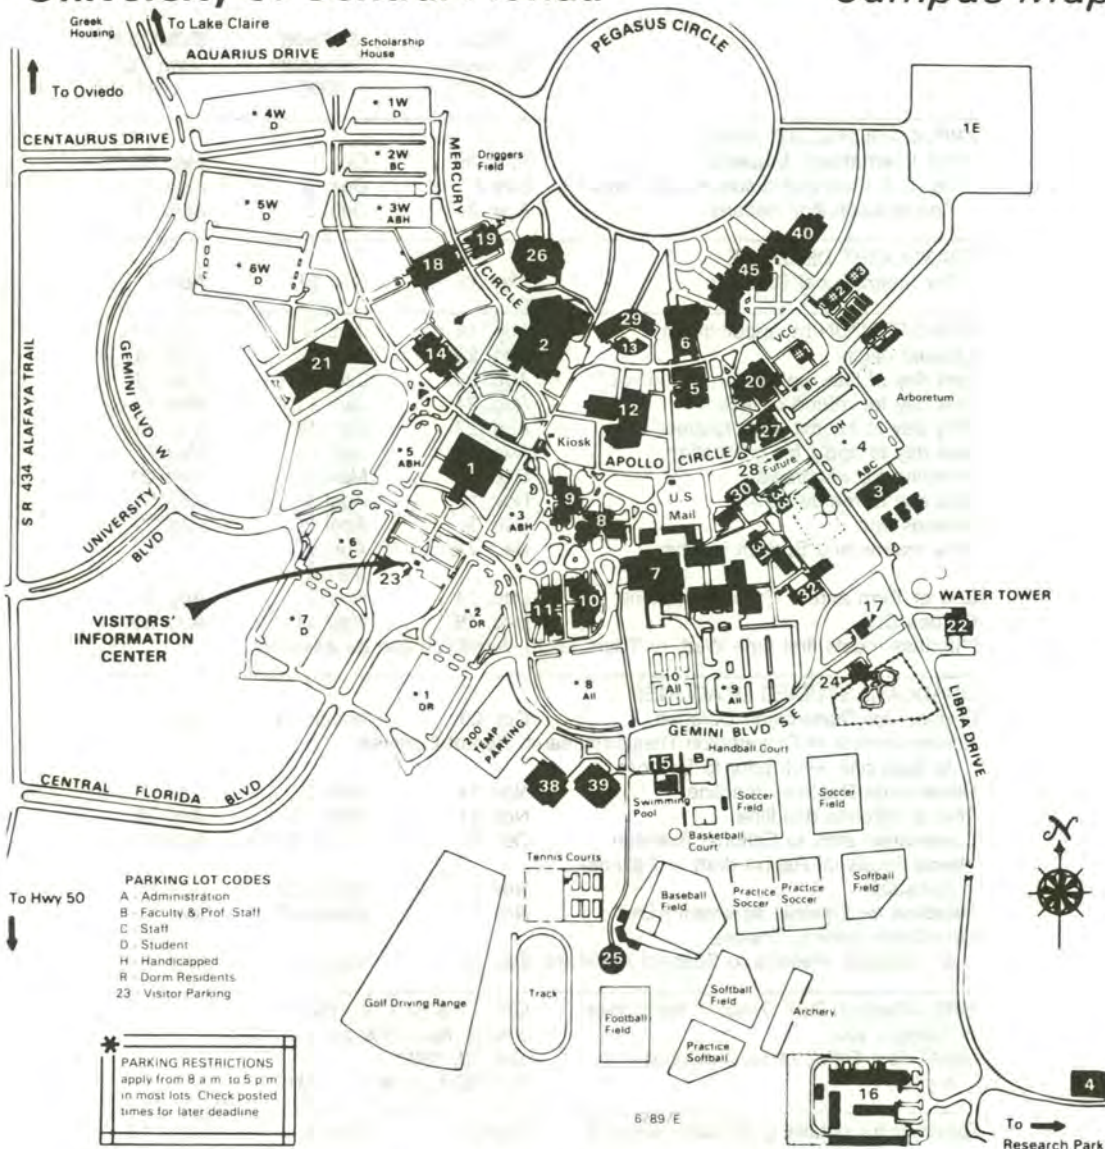 Greek
Housing
To Lake Claire
Scholarship
House
AQUARIUS DRIVE
PEGASUS CIRCLE
To Oviedo
* 4W
D
* 1W
D
1E
CENTAURUS DRIVE
* 2W
BC
MERCURY
CIRCLE
Driggers
Field
* 5W
D
* 3W
ABH
* 6W
D
19
26
40
18
45
#2
#3
29
13
2
6
VCC
#1
14
21
5
20
BC
Arboretum
12
27
DH
* 4
ABC
S R 434 ALAFAYA TRAIL
GEMINI BLVD W
* 5
ABH
1
Kiosk
APOLLO CIRCLE
28 Future
3
UNIVERSITY
BLVD
* 3
ABH
9
8
U.S
Mail
30
33
* 6
C
23
7
31
32
VISITORS'
INFORMATION
CENTER
* 7
D
* 2
DR
11
10
17
WATER TOWER
22
* 1
DR
* 8
All
10
All
* 9
All
24
GEMINI BLVD S E
LIBRA DRIVE
200
TEMP
PARKING
Handball Court
38
39
15
Swimming
Pool
Soccer
Field
Soccer
Field
CENTRAL FLORIDA BLVD
Basketball
Court
N
Tennis Courts
To Hwy 50
PARKING LOT CODES
A - Administration
B - Faculty & Prof. Staff
C - Staff
D - Student
H - Handicapped
R - Dorm Residents
23 - Visitor Parking
Baseball
Field
Practice
Soccer
Practice
Soccer
Softball
Field
25
Golf Driving Range
Track
Football
Field
Softball
Field
Archery
Practice
Softball
*
PARKING RESTRICTIONS
apply from 8 a m to 5 p m
in most lots. Check posted
times for later deadline
16
4
6/89/E
To
Research Park